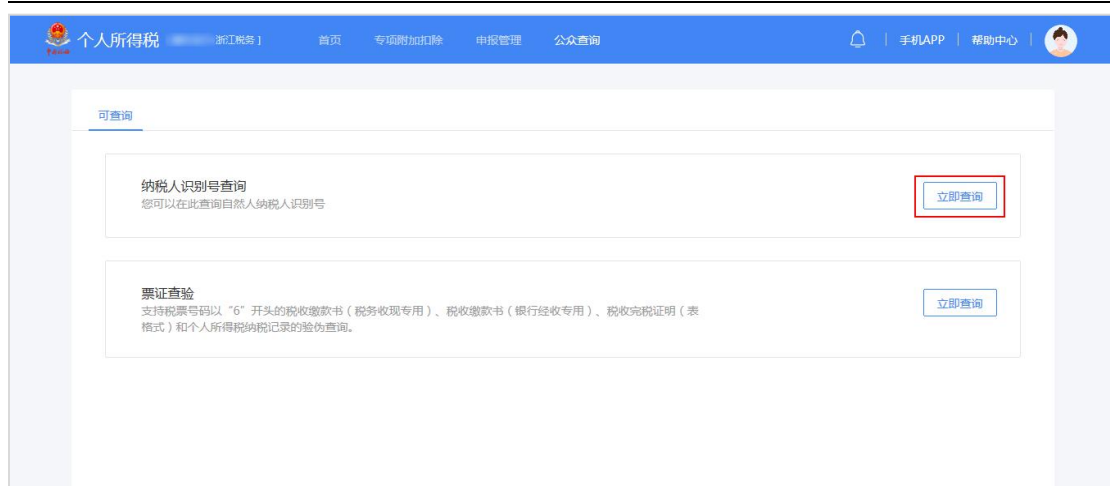 个人所得税 浙江税务] 首页 专项附加扣除 申报管理 公众查询 | 手机APP | 帮助中心 |
可查询
纳税人识别号查询
您可以在此查询自然人纳税人识别号
立即查询
票证查验
支持税票号码以“6”开头的税收缴款书(税务收现专用)、税收缴款书(银行经收专用)、税收完税证明(表
格式)和个人所得税纳税记录的验伪查询。
立即查询